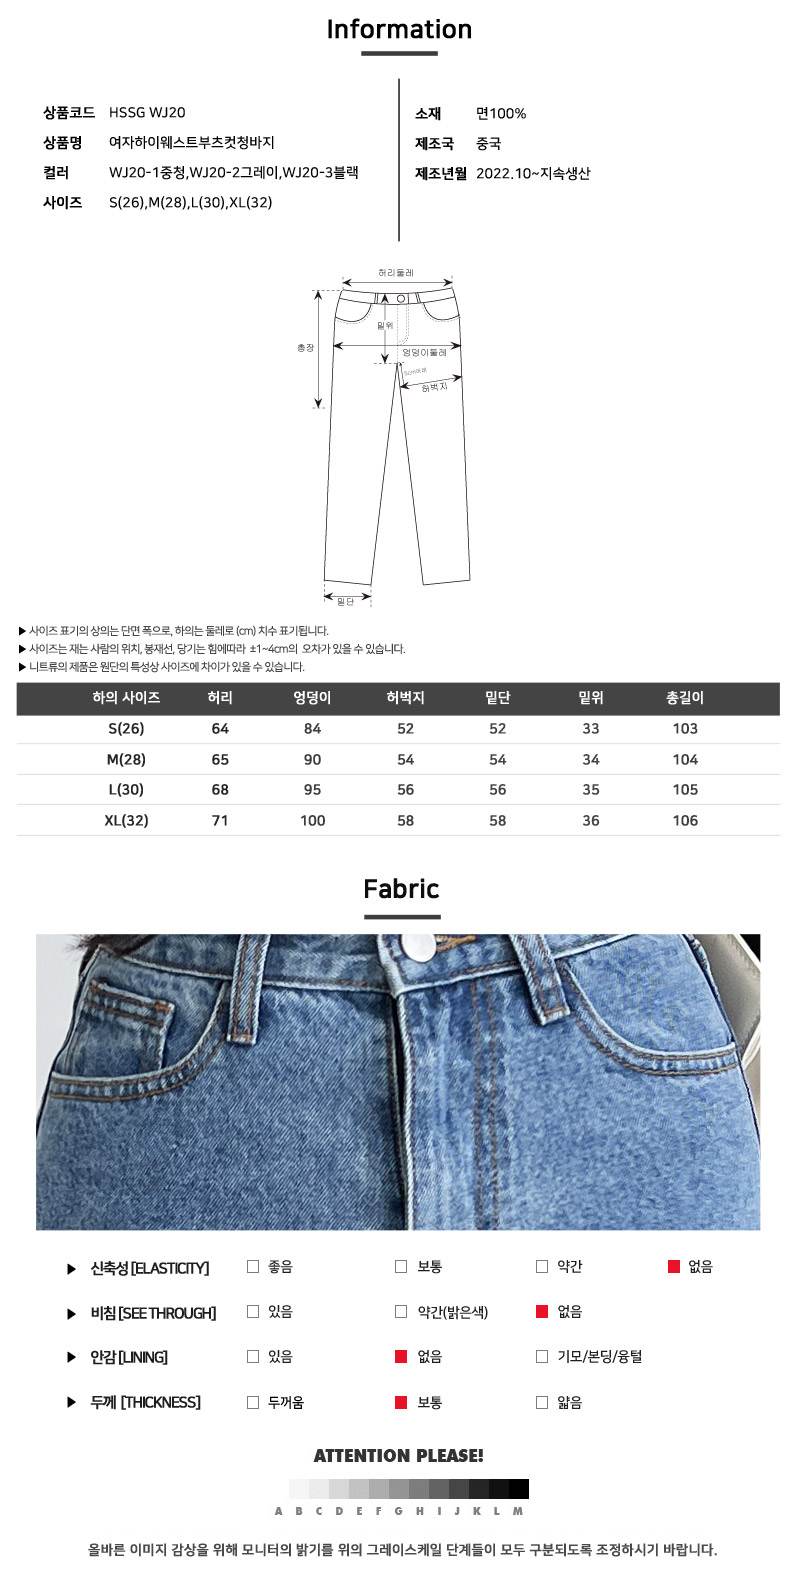 Information
상품코드 HSSG WJ20
상품명 여자하이웨스트부츠컷청바지
컬러 WJ20-1중청,WJ20-2그레이,WJ20-3블랙
사이즈 S(26),M(28),L(30),XL(32)
소재 면100%
제조국 중국
제조년월 2022.10~지속생산
허리둘레
밑위
총장
엉덩이둘레
허벅지
밑단
▶ 사이즈 표기의 상의는 단면 폭으로, 하의는 둘레로 (cm) 치수 표기됩니다.
▶ 사이즈는 재는 사람의 위치, 봉재선, 당기는 힘에따라 ±1~4cm의 오차가 있을 수 있습니다.
▶ 니트류의 제품은 원단의 특성상 사이즈에 차이가 있을 수 있습니다.
하의 사이즈 허리 엉덩이 허벅지 밑단 밑위 총길이
S(26) 64 84 52 52 33 103
M(28) 65 90 54 54 34 104
L(30) 68 95 56 56 35 105
XL(32) 71 100 58 58 36 106
Fabric
▶ 신축성 [ELASTICITY] 좋음 보통 약간 없음
▶ 비침 [SEE THROUGH] 있음 약간(밝은색) 없음
▶ 안감 [LINING] 있음 없음 기모/본딩/융털
▶ 두께 [THICKNESS] 두꺼움 보통 얇음
ATTENTION PLEASE!
A B C D E F G H I J K L M
올바른 이미지 감상을 위해 모니터의 밝기를 위의 그레이스케일 단계들이 모두 구분되도록 조정하시기 바랍니다.